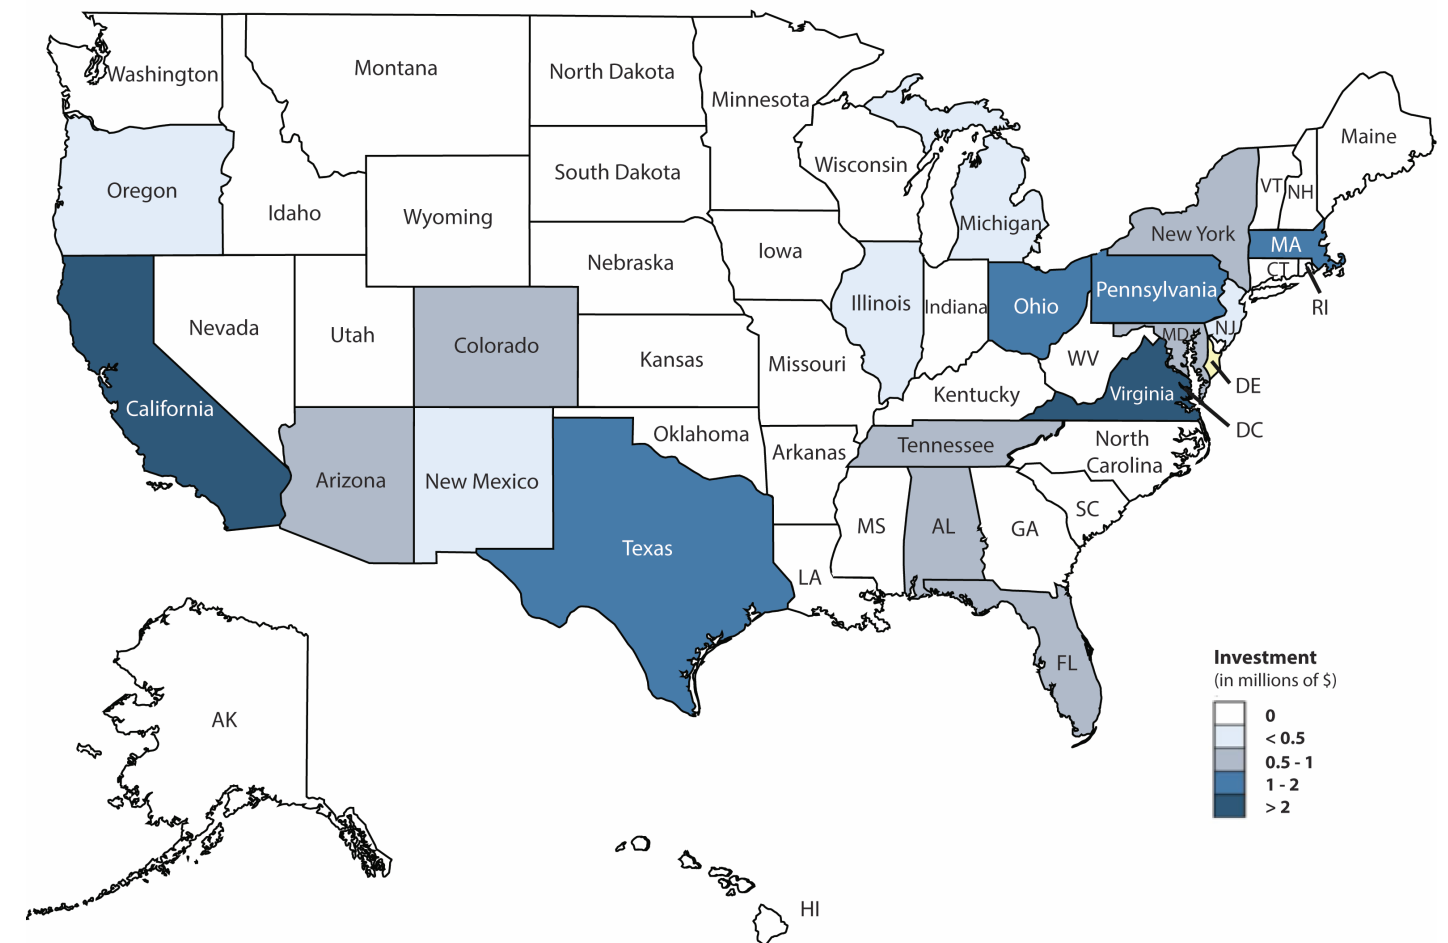 Washington
Montana
North Dakota
Minnesota
Maine
Oregon
Idaho
Wyoming
South Dakota
Wisconsin
Michigan
New York
VT
NH
MA
CT
RI
Nevada
Utah
Colorado
Nebraska
Iowa
Illinois
Indiana
Ohio
Pennsylvania
NJ
MD
DE
DC
California
Kansas
Missouri
Kentucky
WV
Virginia
Arizona
New Mexico
Oklahoma
Arkansas
Tennessee
North
Carolina
SC
Texas
LA
MS
AL
GA
FL
AK
HI
Investment
(in millions of $)
0
< 0.5
0.5 - 1
1 - 2
> 2